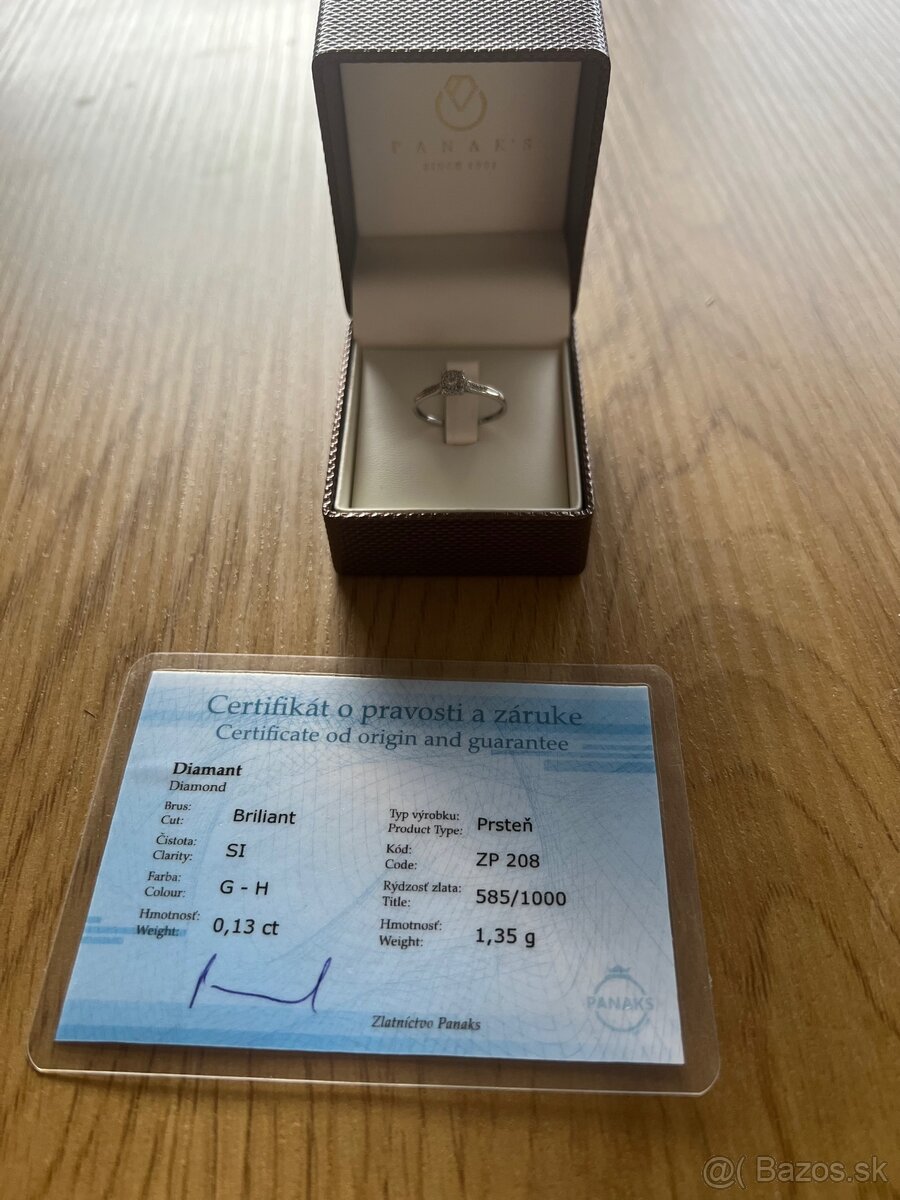 PANAK'S
Certifikát o pravosti a záruke
Certificate od origin and guarantee
Diamant
Diamond
Brus:
Cut:
Briliant
Typ výrobku:
Product Type:
Prsteň
Čistota:
Clarity:
SI
Kód:
Code:
ZP 208
Farba:
Colour:
G - H
Rýdzosť zlata:
Title:
585/1000
Hmotnosť:
Weight:
0,13 ct
Hmotnosť:
Weight:
1,35 g
Zlatníctvo Panaks
PANAKS
@( Bazos.sk